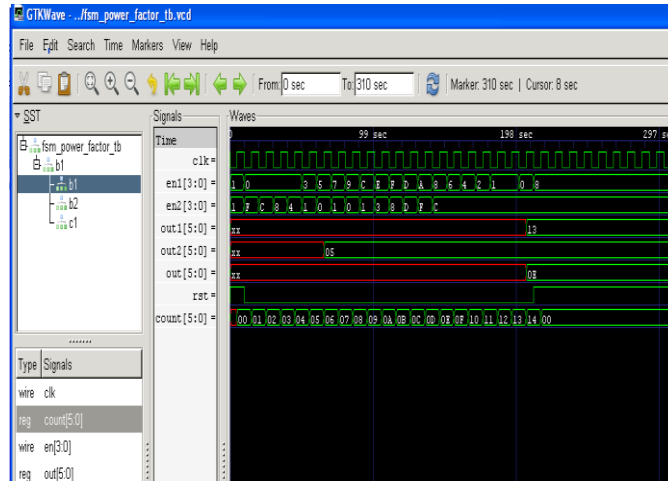 GTKWave - ../fsm_power_factor_tb.vcd
File Edit Search Time Markers View Help
From: 0 sec To: 310 sec Marker: 310 sec | Cursor: 8 sec
SST
fsm_power_factor_tb
b1
b1
b2
c1
Signals
Time
clk=
en1[3:0] =
en2[3:0] =
out1[5:0] =
out2[5:0] =
out[5:0] =
rst=
count[5:0] =
Waves
0 99 sec 198 sec 297 s
1 0 3 5 7 9 C E F D A 8 6 4 2 1 0 8
1 F C 8 4 1 0 1 3 8 D F C
xx 13
xx 05
xx 0E
00 01 02 03 04 05 06 07 08 09 0A 0B 0C 0D 0E 0F 10 11 12 13 14 00
Type Signals
wire clk
reg count[5:0]
wire en[3:0]
reg out[5:0]